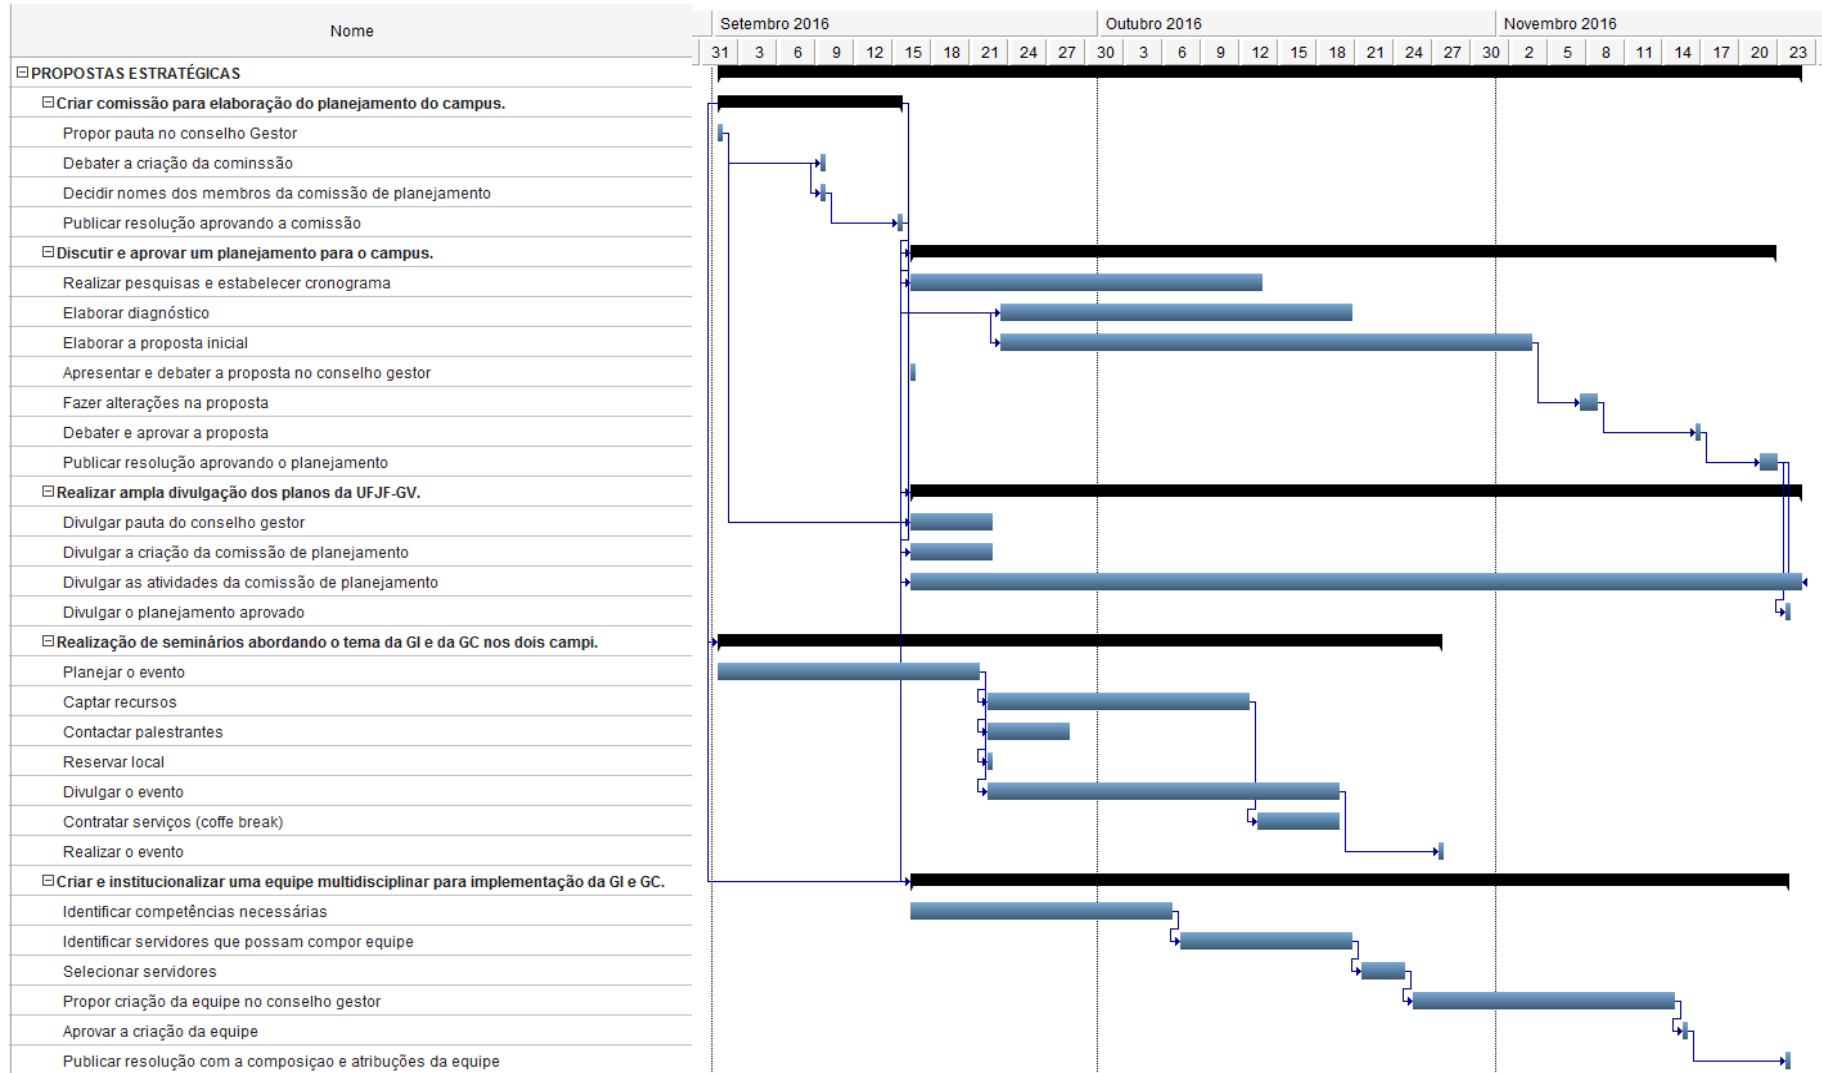 Nome
Setembro 2016 Outubro 2016 Novembro 2016
31 3 6 9 12 15 18 21 24 27 30 3 6 9 12 15 18 21 24 27 30 2 5 8 11 14 17 20 23
PROPOSTAS ESTRATÉGICAS
Criar comissão para elaboração do planejamento do campus.
Propor pauta no conselho Gestor
Debater a criação da cominssão
Decidir nomes dos membros da comissão de planejamento
Publicar resolução aprovando a comissão
Discutir e aprovar um planejamento para o campus.
Realizar pesquisas e estabelecer cronograma
Elaborar diagnóstico
Elaborar a proposta inicial
Apresentar e debater a proposta no conselho gestor
Fazer alterações na proposta
Debater e aprovar a proposta
Publicar resolução aprovando o planejamento
Realizar ampla divulgação dos planos da UFJF-GV.
Divulgar pauta do conselho gestor
Divulgar a criação da comissão de planejamento
Divulgar as atividades da comissão de planejamento
Divulgar o planejamento aprovado
Realização de seminários abordando o tema da GI e da GC nos dois campi.
Planejar o evento
Captar recursos
Contactar palestrantes
Reservar local
Divulgar o evento
Contratar serviços (coffe break)
Realizar o evento
Criar e institucionalizar uma equipe multidisciplinar para implementação da GI e GC.
Identificar competências necessárias
Identificar servidores que possam compor equipe
Selecionar servidores
Propor criação da equipe no conselho gestor
Aprovar a criação da equipe
Publicar resolução com a composiçao e atribuções da equipe